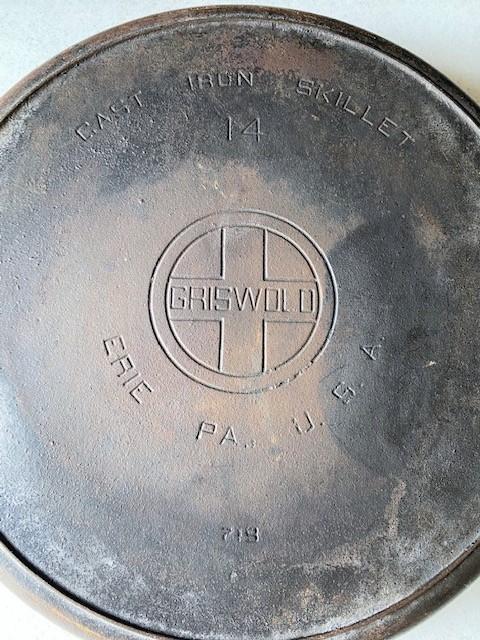 CAST IRON SKILLET
14
GRISWOLD
ERIE PA., U.S.A.
718